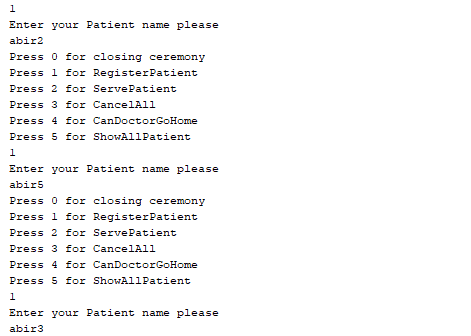 1
Enter your Patient name please
abir2
Press 0 for closing ceremony
Press 1 for RegisterPatient
Press 2 for ServePatient
Press 3 for CancelAll
Press 4 for CanDoctorGoHome
Press 5 for ShowAllPatient
1
Enter your Patient name please
abir5
Press 0 for closing ceremony
Press 1 for RegisterPatient
Press 2 for ServePatient
Press 3 for CancelAll
Press 4 for CanDoctorGoHome
Press 5 for ShowAllPatient
1
Enter your Patient name please
abir3